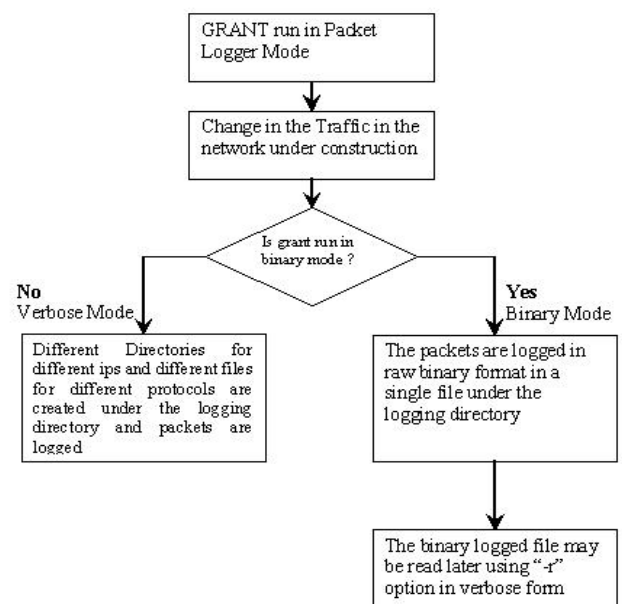 GRANT run in Packet
Logger Mode
Change in the Traffic in the
network under construction
Is grant run in
binary mode ?
No
Verbose Mode
Yes
Binary Mode
Different Directories for
different ips and different files
for different protocols are
created under the logging
directory and packets are
logged
The packets are logged in
raw binary format in a
single file under the
logging directory
The binary logged file may
be read later using “-r”
option in verbose form